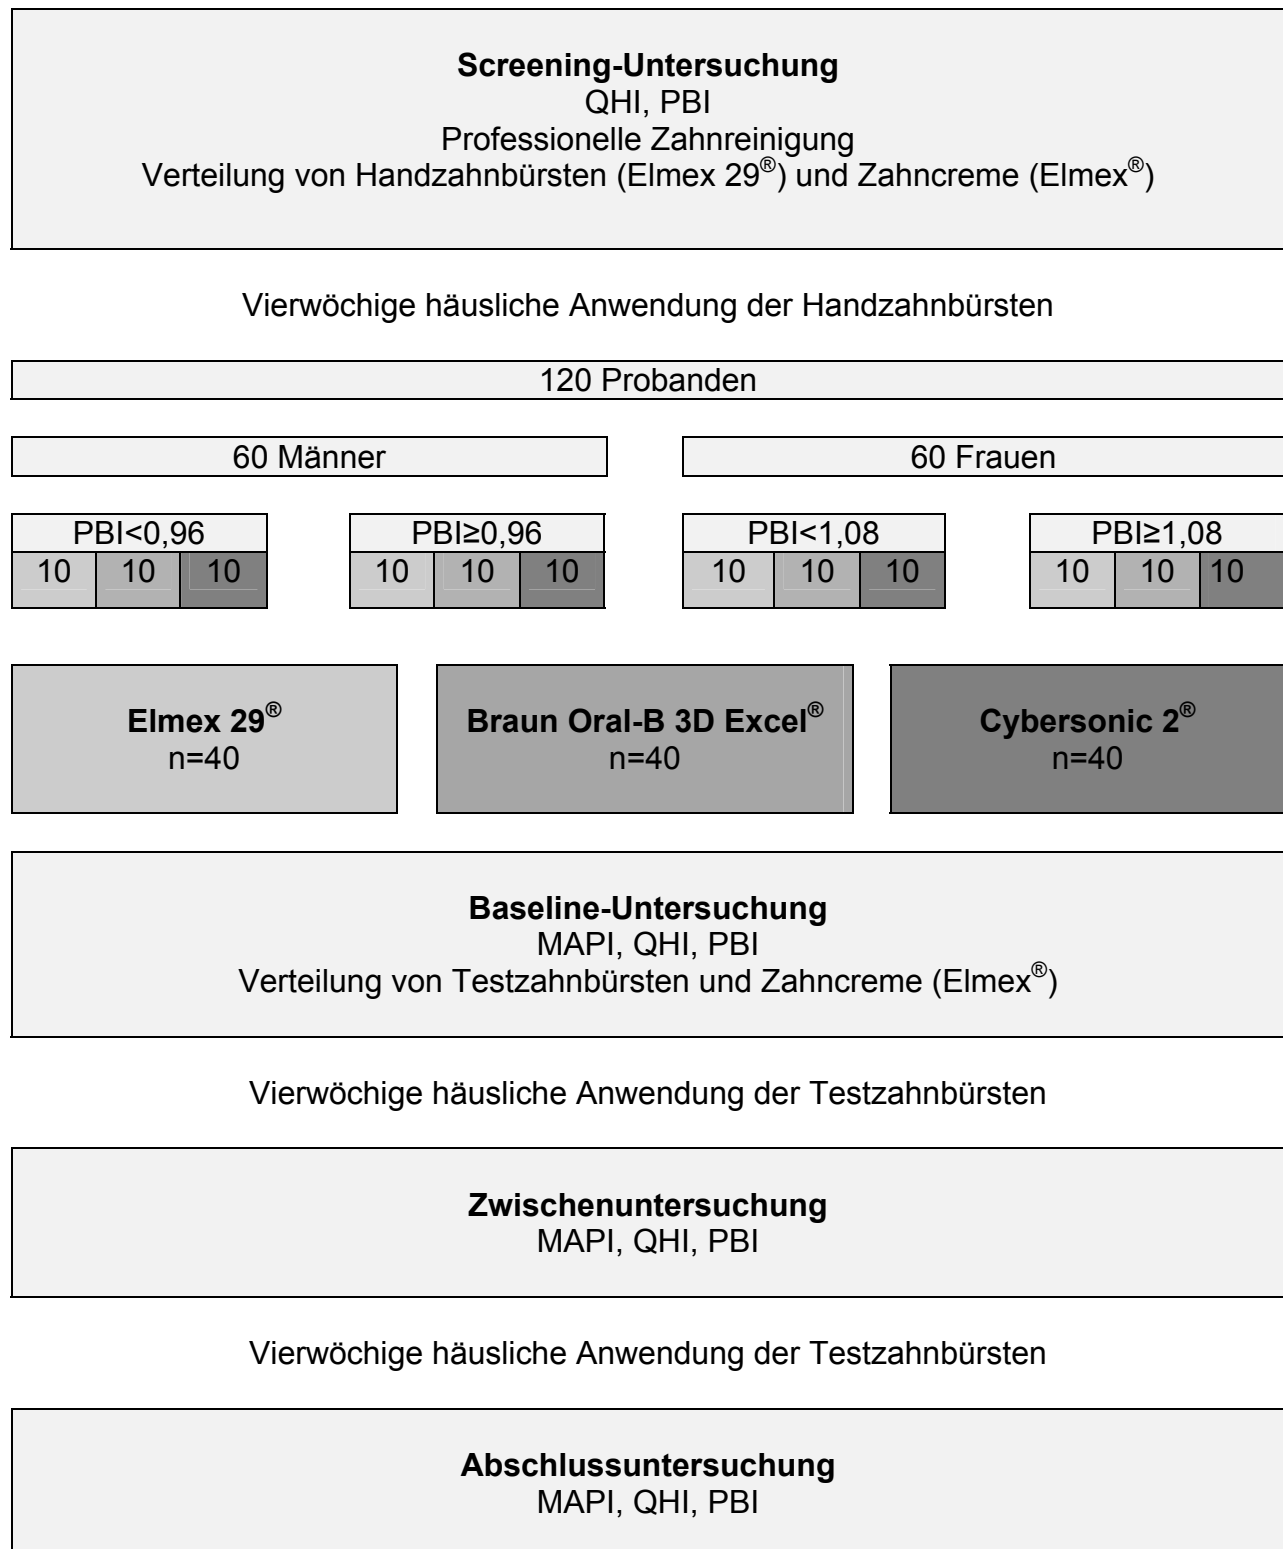 Screening-Untersuchung
QHI, PBI
Professionelle Zahnreinigung
Verteilung von Handzahnbürsten (Elmex 29®) und Zahncreme (Elmex®)
Vierwöchige häusliche Anwendung der Handzahnbürsten
120 Probanden
60 Männer 60 Frauen
PBI<0,96 PBI≥0,96 PBI<1,08 PBI≥1,08
10 10 10 10 10 10 10 10 10 10 10 10
Elmex 29® Braun Oral-B 3D Excel® Cybersonic 2®
n=40 n=40 n=40
Baseline-Untersuchung
MAPI, QHI, PBI
Verteilung von Testzahnbürsten und Zahncreme (Elmex®)
Vierwöchige häusliche Anwendung der Testzahnbürsten
Zwischenuntersuchung
MAPI, QHI, PBI
Vierwöchige häusliche Anwendung der Testzahnbürsten
Abschlussuntersuchung
MAPI, QHI, PBI